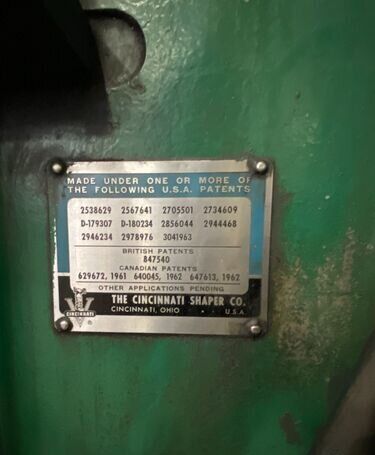 MADE UNDER ONE OR MORE OF
THE FOLLOWING U.S.A. PATENTS
2538629 2567641 2705501 2734609
D-179307 D-180234 2856044 2944468
2946234 2978976 3041963
BRITISH PATENTS
847540
CANADIAN PATENTS
629672, 1961 640045, 1962 647613, 1962
OTHER APPLICATIONS PENDING
CINCINNATI
®
THE CINCINNATI SHAPER CO.
CINCINNATI, OHIO U.S.A.